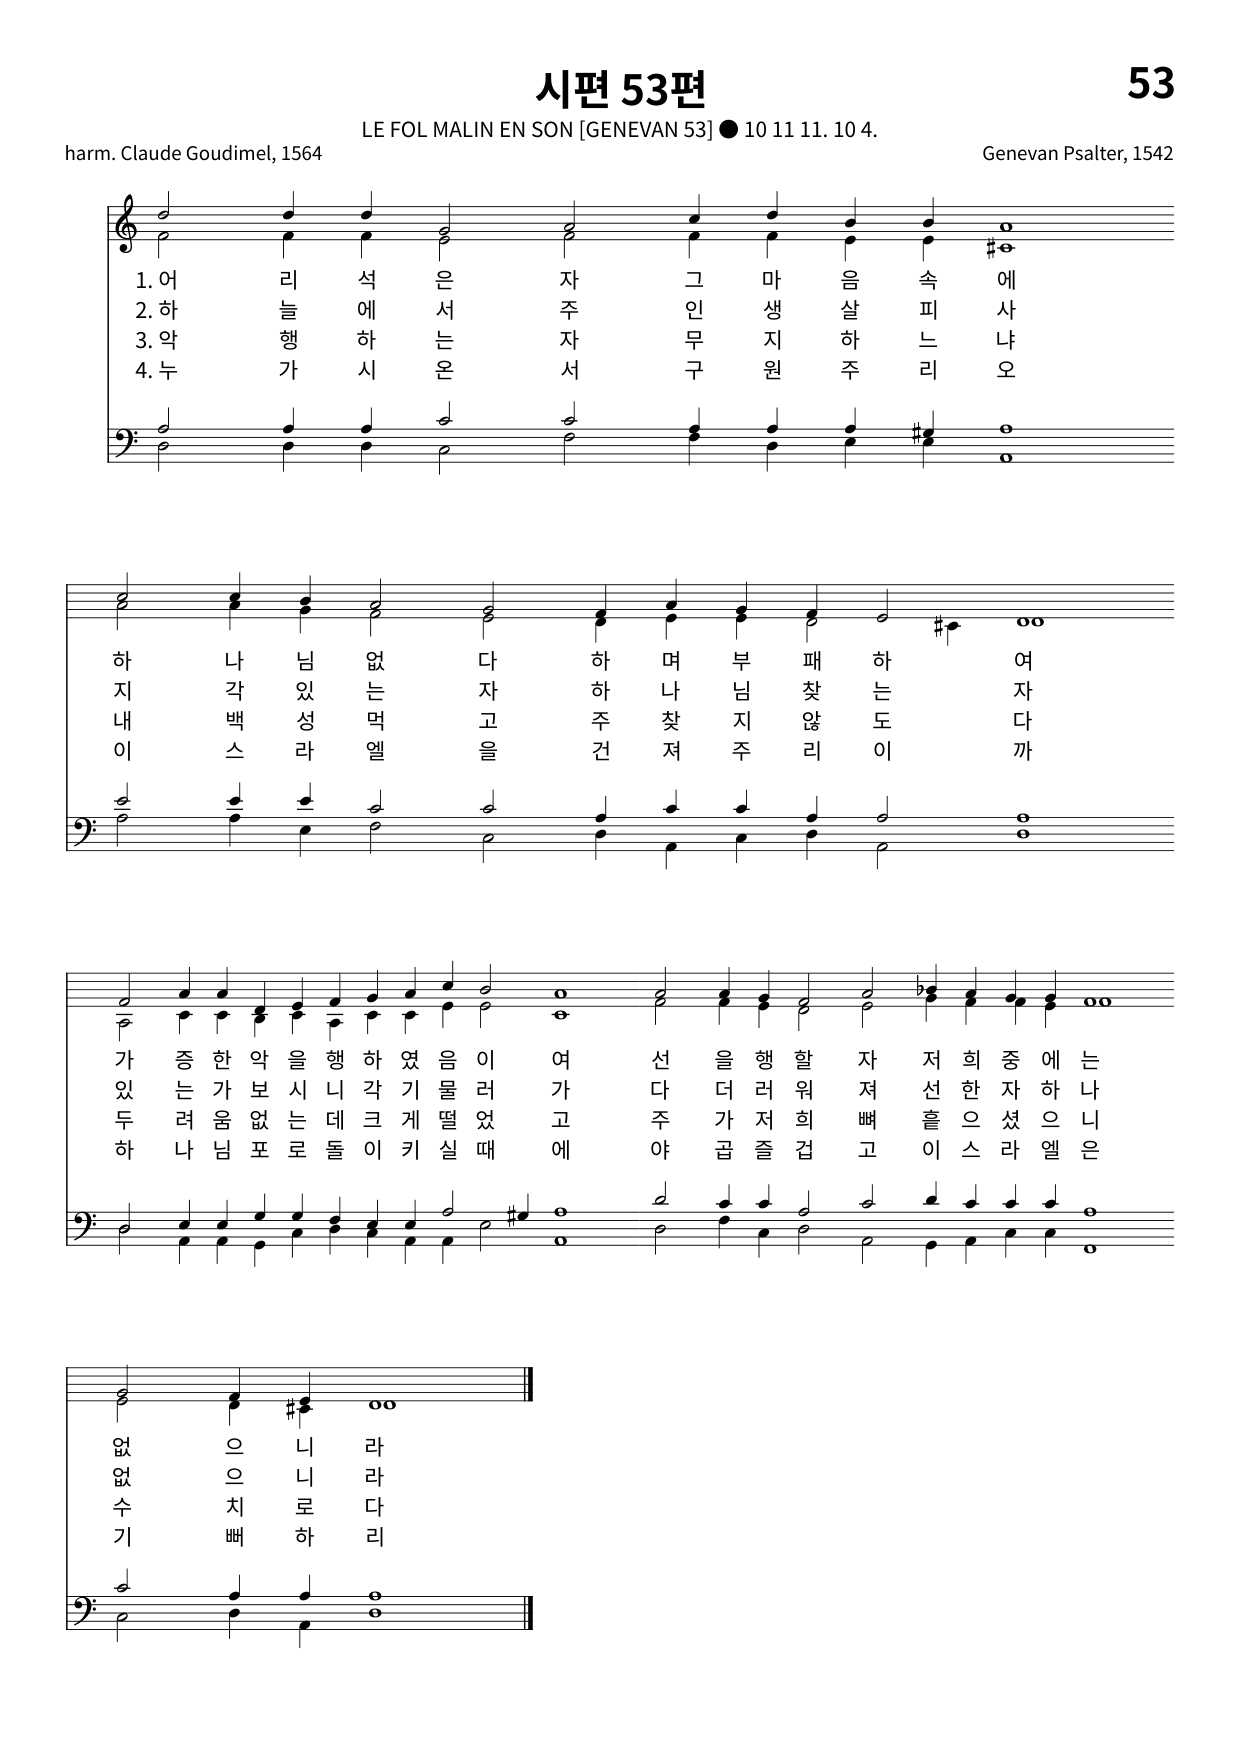 시편 53편
53
LE FOL MALIN EN SON [GENEVAN 53] ● 10 11 11. 10 4.
harm. Claude Goudimel, 1564
Genevan Psalter, 1542
1. 어 리 석 은 자 그 마 음 속 에
2. 하 늘 에 서 주 인 생 살 피 사
3. 악 행 하 는 자 무 지 하 느 냐
4. 누 가 시 온 서 구 원 주 리 오
하 나 님 없 다 하 며 부 패 하 여
지 각 있 는 자 하 나 님 찾 는 자
내 백 성 먹 고 주 찾 지 않 도 다
이 스 라 엘 을 건 져 주 리 이 까
가 증 한 악 을 행 하 였 음 이 여 선 을 행 할 자 저 희 중 에 는
있 는 가 보 시 니 각 기 물 러 가 다 더 러 워 져 선 한 자 하 나
두 려 움 없 는 데 크 게 떨 었 고 주 가 저 희 뼈 흩 으 셨 으 니
하 나 님 포 로 돌 이 키 실 때 에 야 곱 즐 겁 고 이 스 라 엘 은
없 으 니 라
없 으 니 라
수 치 로 다
기 뻐 하 리